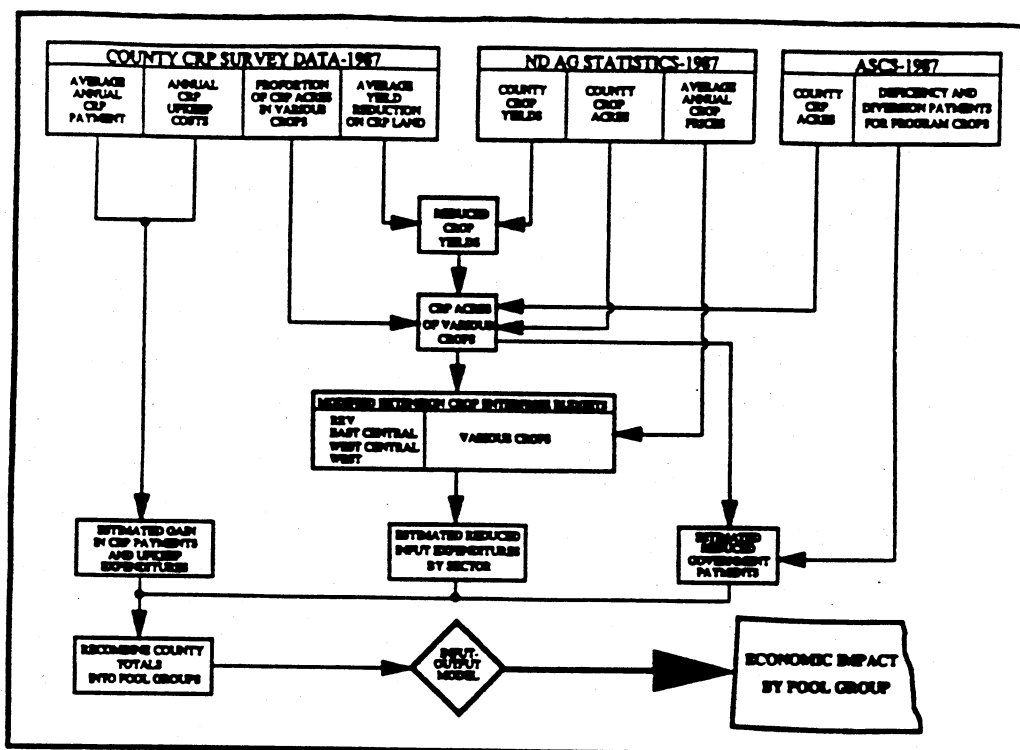 COUNTY CRP SURVEY DATA-1987
AVERAGE
ANNUAL
CRP
PAYMENT
ANNUAL
CRP
UPKEEP
COSTS
PROPORTION
OF CRP ACRES
IN VARIOUS
CROPS
AVERAGE
YIELD
REDUCTION
ON CRP LAND
ND AG STATISTICS-1987
COUNTY
CROP
YIELDS
COUNTY
CROP
ACRES
AVERAGE
ANNUAL
CROP
PRICES
ASCS-1987
COUNTY
CRP
ACRES
DEFICIENCY AND
DIVERSION PAYMENTS
FOR PROGRAM CROPS
REDUCED
CROP
YIELDS
CRP ACRES
OF VARIOUS
CROPS
MODIFIED EXTENSION CROP ENTERPRISE BUDGETS
RRV
EAST CENTRAL
WEST CENTRAL
WEST
VARIOUS CROPS
ESTIMATED GAIN
IN CRP PAYMENTS
AND UPKEEP
EXPENDITURES
ESTIMATED REDUCED
INPUT EXPENDITURES
BY SECTOR
ESTIMATED
REDUCED
GOVERNMENT
PAYMENTS
RECOMBINE COUNTY
TOTALS
INTO POOL GROUPS
INPUT-
OUTPUT
MODEL
ECONOMIC IMPACT
BY POOL GROUP